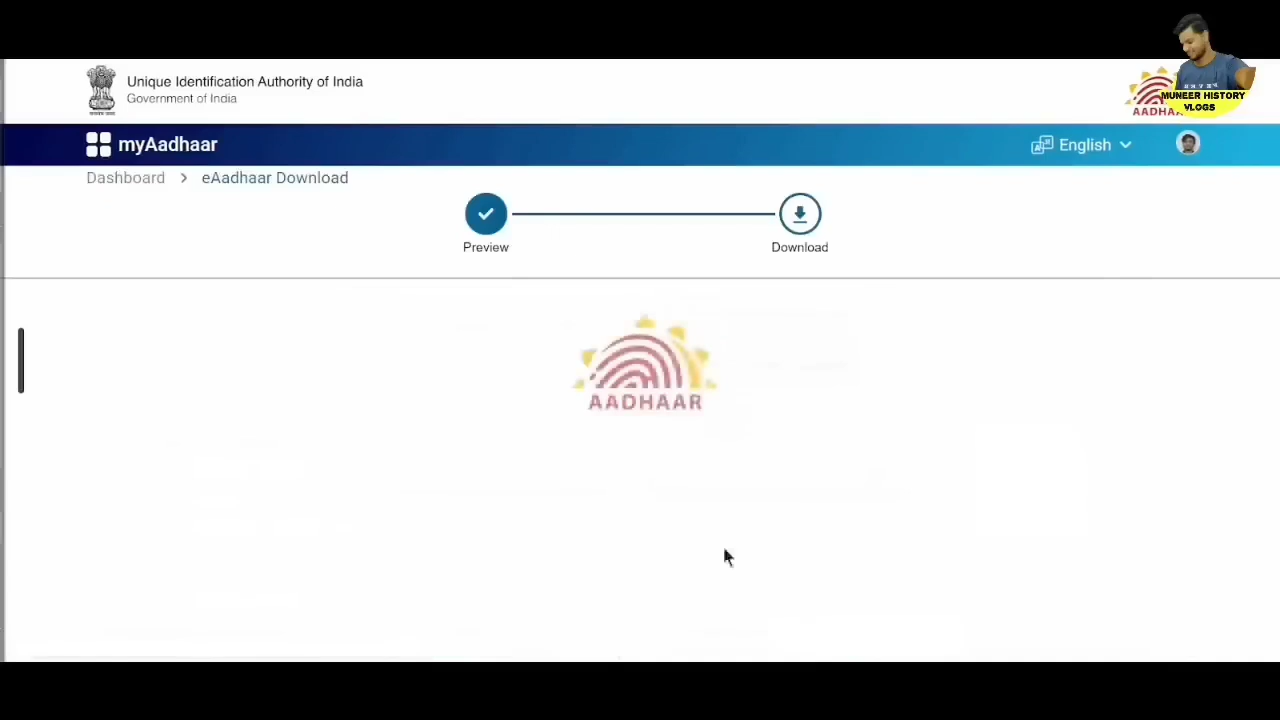 Unique Identification Authority of India
Government of India
AADHAA
MUNEER HISTORY
VLOGS
myAadhaar
English
Dashboard > eAadhaar Download
Preview
Download
AADHAAR